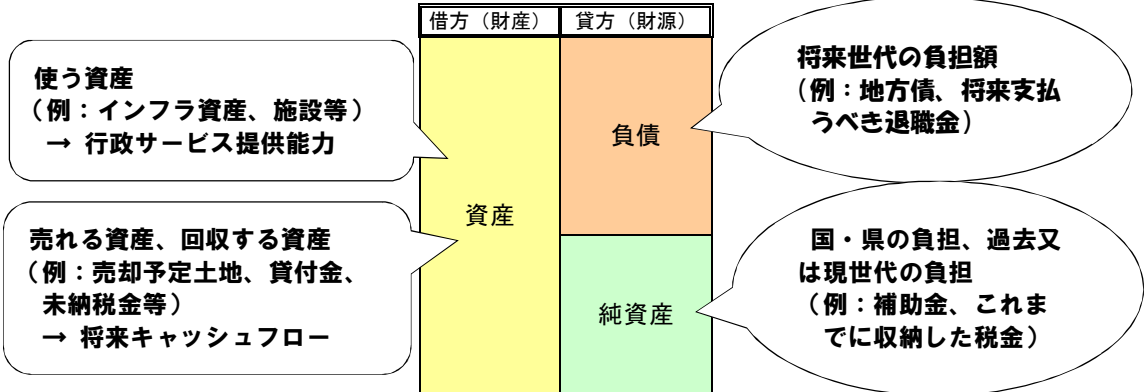 借方（財産）
貸方（財源）
使う資産
（例：インフラ資産、施設等）
→ 行政サービス提供能力
売れる資産、回収する資産
（例：売却予定土地、貸付金、
未納税金等）
→ 将来キャッシュフロー
資産
負債
純資産
将来世代の負担額
（例：地方債、将来支払
うべき退職金）
国・県の負担、過去又
は現世代の負担
（例：補助金、これま
でに収納した税金）